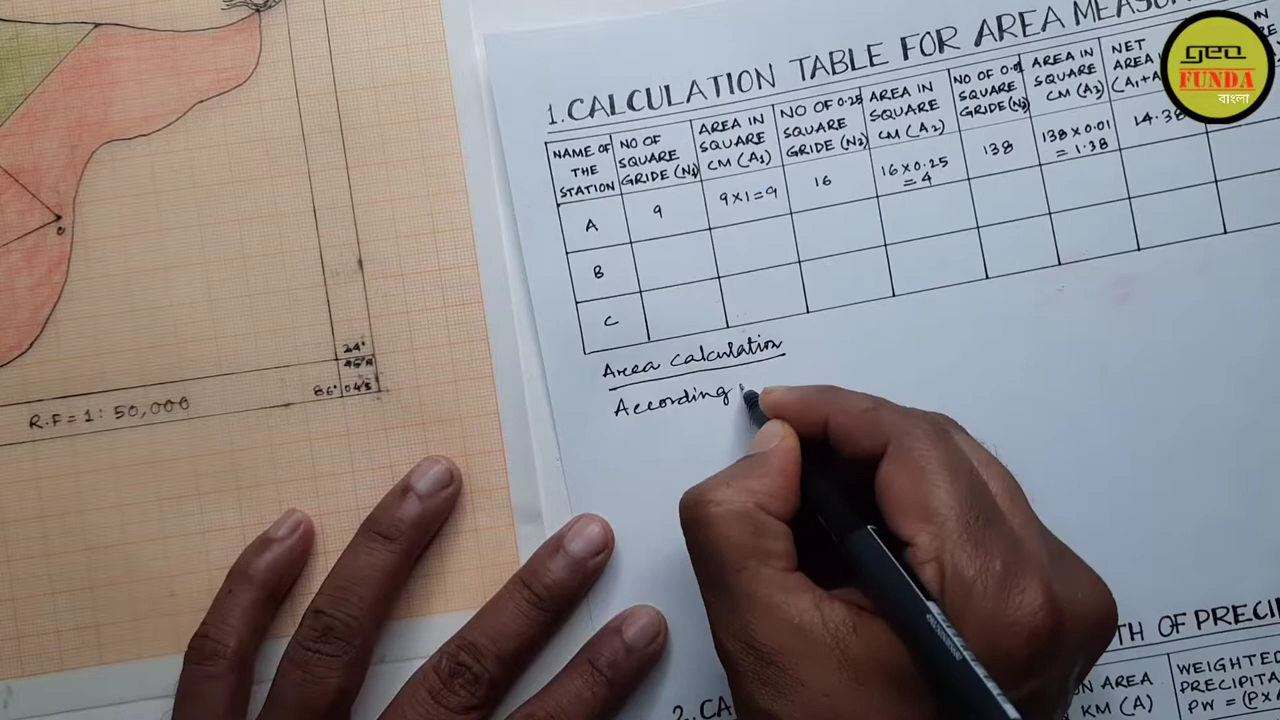 1. CALCULATION TABLE FOR AREA
NAME OF THE STATION
NO OF SQUARE GRIDE (N1)
AREA IN SQUARE CM (A1)
NO OF 0.25 SQUARE GRIDE (N2)
AREA IN SQUARE CM (A2)
NO OF 0.01 SQUARE GRIDE (N3)
AREA IN SQUARE CM (A3)
NET AREA
A
9
9×1=9
16
16×0.25 = 4
138
138×0.01 = 1.38
14.38
B
C
Area calculation
According
24°
86°
R.F = 1: 50,000
OF
AREA
KM (A)
WEIGHTED
PW = (P×
2.
GEO
FUNDA
বাংলা